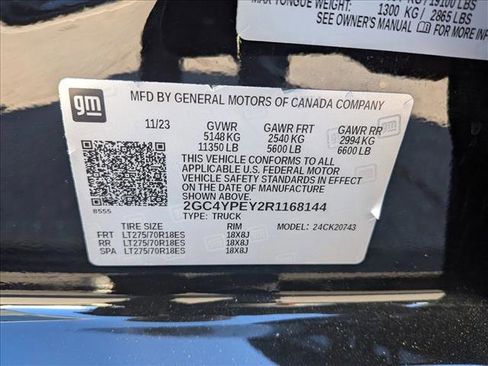 MAX TONGUE WEIGHT: 1300 KG / 2865 LBS
SEE OWNER'S MANUAL FOR MORE INFO
gm
MFD BY GENERAL MOTORS OF CANADA COMPANY
11/23 GVWR GAWR FRT GAWR RR
5148 KG 2540 KG 2994 KG
11350 LB 5600 LB 6600 LB
THIS VEHICLE CONFORMS TO ALL
APPLICABLE U.S. FEDERAL MOTOR
VEHICLE SAFETY STANDARDS IN
EFFECT ON THE DATE OF MANUFACTURE
SHOWN ABOVE.
2GC4YPEY2R1168144
TYPE: TRUCK
8555
TIRE SIZE RIM MODEL: 24CK20743
FRT LT275/70R18ES 18X8J
RR LT275/70R18ES 18X8J
SPA LT275/70R18ES 18X8J